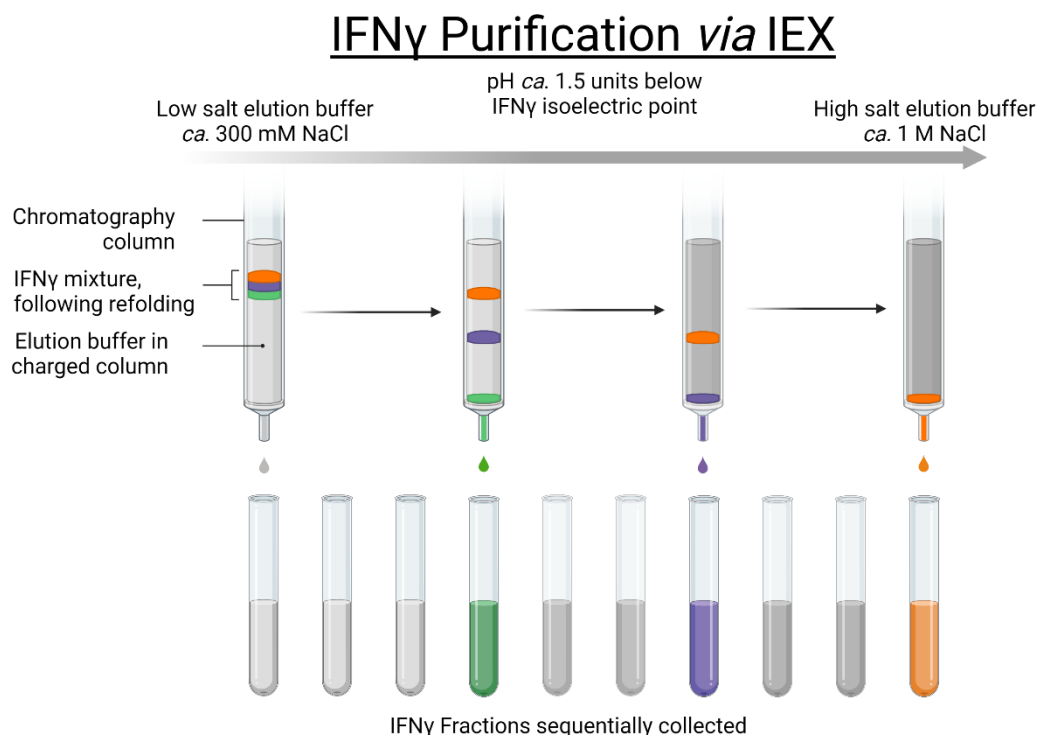 IFNγ Purification via IEX
pH ca. 1.5 units below
IFNγ isoelectric point
Low salt elution buffer
ca. 300 mM NaCl
High salt elution buffer
ca. 1 M NaCl
Chromatography
column
IFNγ mixture,
following refolding
Elution buffer in
charged column
IFNγ Fractions sequentially collected